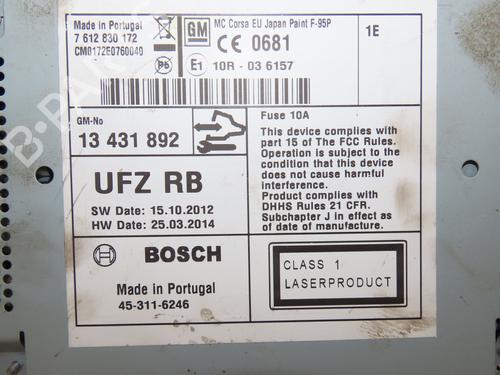 Made in Portugal
7 612 830 172
CM0172E0760040
Pb
GM
MC Corsa EU Japan Paint F-95P
CE 0681
E1 10R - 03 6157
1E
GM-No
13 431 892
UFZ RB
SW Date: 15.10.2012
HW Date: 25.03.2014
Fuse 10A
This device complies with
part 15 of The FCC Rules.
Operation is subject to the
condition that this device
does not cause harmful
interference.
Product complies with
DHHS Rules 21 CFR.
Subchapter J in effect as
of date of manufacture.
BOSCH
Made in Portugal
45-311-6246
CLASS 1
LASERPRODUCT